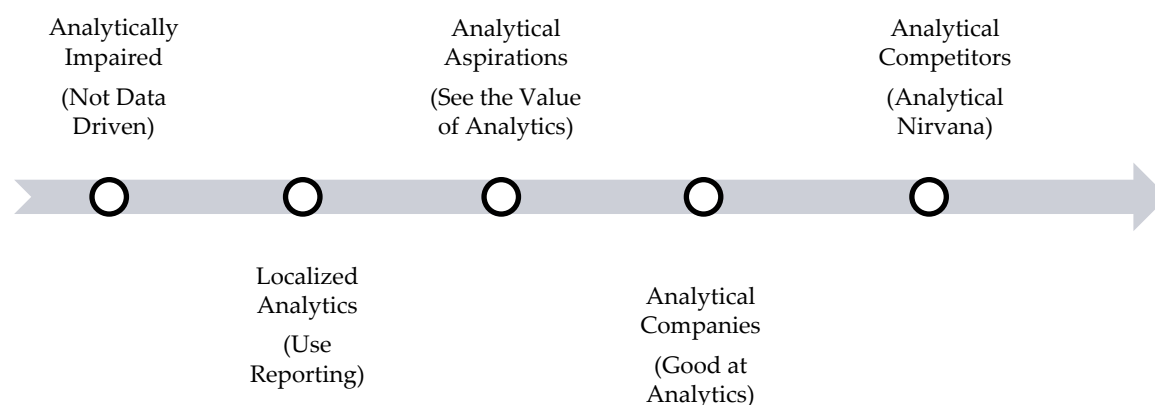 Analytically
Impaired
(Not Data
Driven)
Localized
Analytics
(Use
Reporting)
Analytical
Aspirations
(See the Value
of Analytics)
Analytical
Companies
(Good at
Analytics)
Analytical
Competitors
(Analytical
Nirvana)